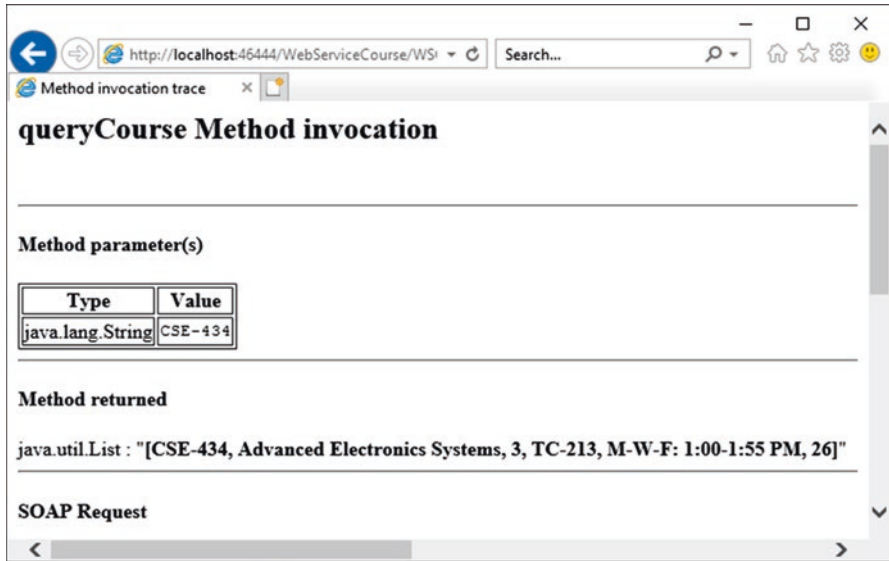 http://localhost:46444/WebServiceCourse/WS
Search...
Method invocation trace
queryCourse Method invocation
Method parameter(s)
Type Value
java.lang.String CSE-434
Method returned
java.util.List : "[CSE-434, Advanced Electronics Systems, 3, TC-213, M-W-F: 1:00-1:55 PM, 26]"
SOAP Request